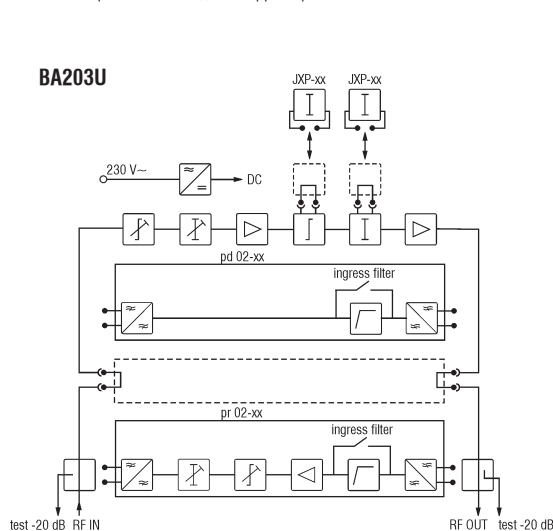 BA203U
JXP-xx JXP-xx
230 V~
DC
pd 02-xx
ingress filter
pr 02-xx
ingress filter
test -20 dB RF IN
RF OUT test -20 dB